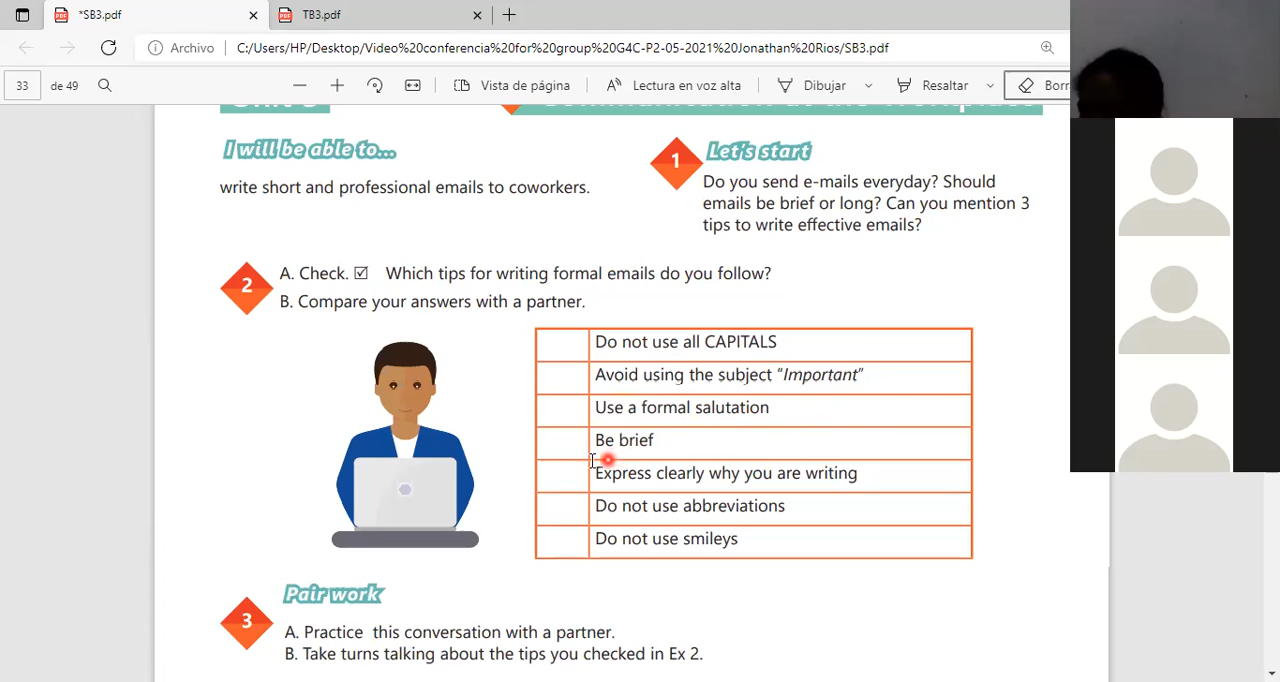 *SB3.pdf
TB3.pdf
Archivo
C:/Users/HP/Desktop/Video%20conferencia%20for%20group%20G4C-P2-05-2021%20Jonathan%20Rios/SB3.pdf
33 de 49
Vista de página
Lectura en voz alta
Dibujar
Resaltar
Borra
I will be able to...
write short and professional emails to coworkers.
1 Let's start
Do you send e-mails everyday? Should
emails be brief or long? Can you mention 3
tips to write effective emails?
2 A. Check. ☑ Which tips for writing formal emails do you follow?
B. Compare your answers with a partner.
Do not use all CAPITALS
Avoid using the subject “Important”
Use a formal salutation
Be brief
Express clearly why you are writing
Do not use abbreviations
Do not use smileys
Pair work
3
A. Practice this conversation with a partner.
B. Take turns talking about the tips you checked in Ex 2.